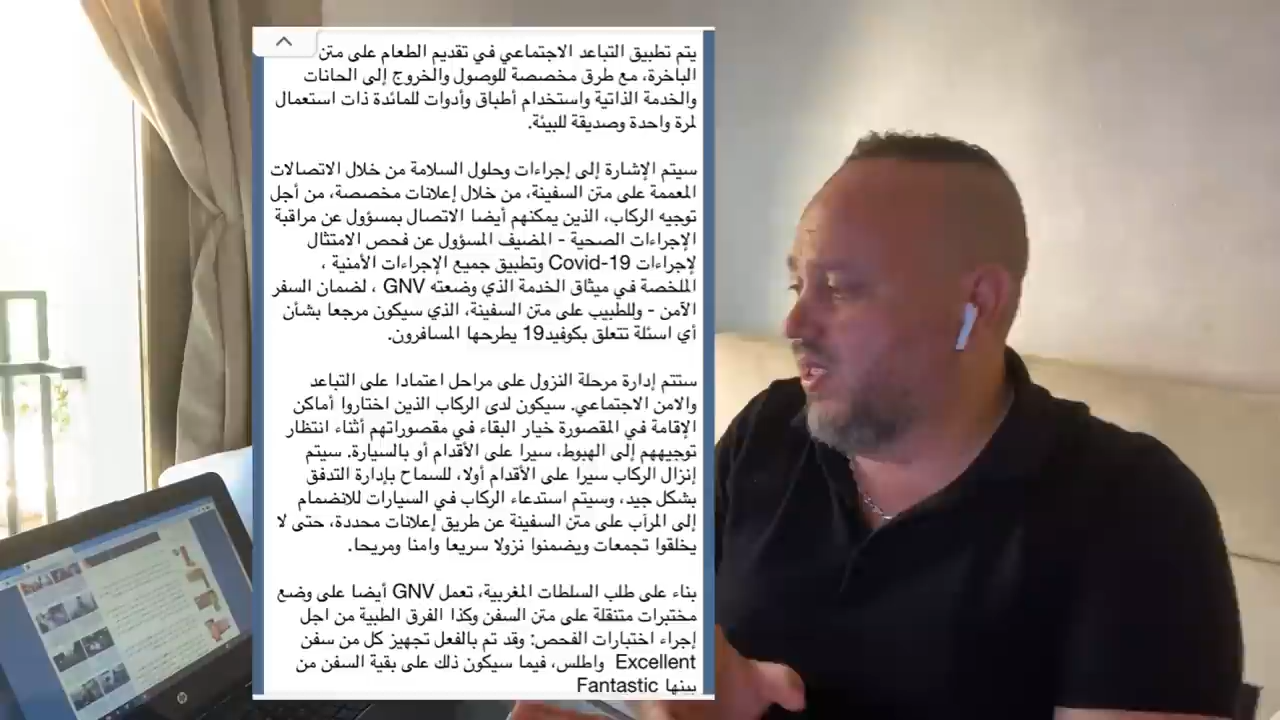 يتم تطبيق التباعد الاجتماعي في تقديم الطعام على متن
الباخرة، مع طرق مخصصة للوصول والخروج إلى الحانات
والخدمة الذاتية واستخدام أطباق وأدوات للمائدة ذات استعمال
لمرة واحدة وصديقة للبيئة.
سيتم الإشارة إلى إجراءات وحلول السلامة من خلال الاتصالات
المعممة على متن السفينة، من خلال إعلانات مخصصة، من أجل
توجيه الركاب، الذين يمكنهم أيضا الاتصال بمسؤول عن مراقبة
الإجراءات الصحية - المضيف المسؤول عن فحص الامتثال
لإجراءات Covid-19 وتطبيق جميع الإجراءات الأمنية ،
الملخصة في ميثاق الخدمة الذي وضعته GNV ، لضمان السفر
الآمن - وللطبيب على متن السفينة، الذي سيكون مرجعا بشأن
أي اسئلة تتعلق بكوفيد19 يطرحها المسافرون.
ستتم إدارة مرحلة النزول على مراحل اعتمادا على التباعد
والامن الاجتماعي. سيكون لدى الركاب الذين اختاروا أماكن
الإقامة في المقصورة خيار البقاء في مقصوراتهم أثناء انتظار
توجيههم إلى الهبوط، سيرا على الأقدام أو بالسيارة. سيتم
إنزال الركاب سيرا على الأقدام أولا، للسماح بإدارة التدفق
بشكل جيد، وسيتم استدعاء الركاب في السيارات للانضمام
إلى المرآب على متن السفينة عن طريق إعلانات محددة، حتى لا
يخلقوا تجمعات ويضمنوا نزولا سريعا وامنا ومريحا.
بناء على طلب السلطات المغربية، تعمل GNV أيضا على وضع
مختبرات متنقلة على متن السفن وكذا الفرق الطبية من اجل
إجراء اختبارات الفحص: وقد تم بالفعل تجهيز كل من سفن
Excellent واطلس، فيما سيكون ذلك على بقية السفن من
بينها Fantastic